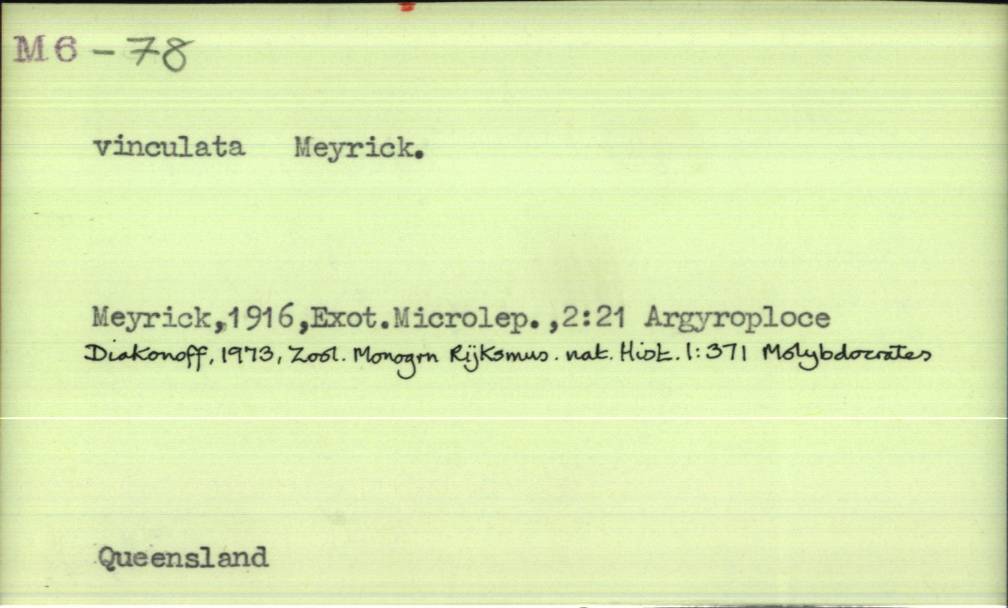 M6 - 78
vinculata Meyrick.
Meyrick,1916,Exot.Microlep.,2:21 Argyroploce
Diakonoff, 1973, Zool. Monogrn Rijksmus. nat. Hist. 1:371 Molybdocrates
Queensland